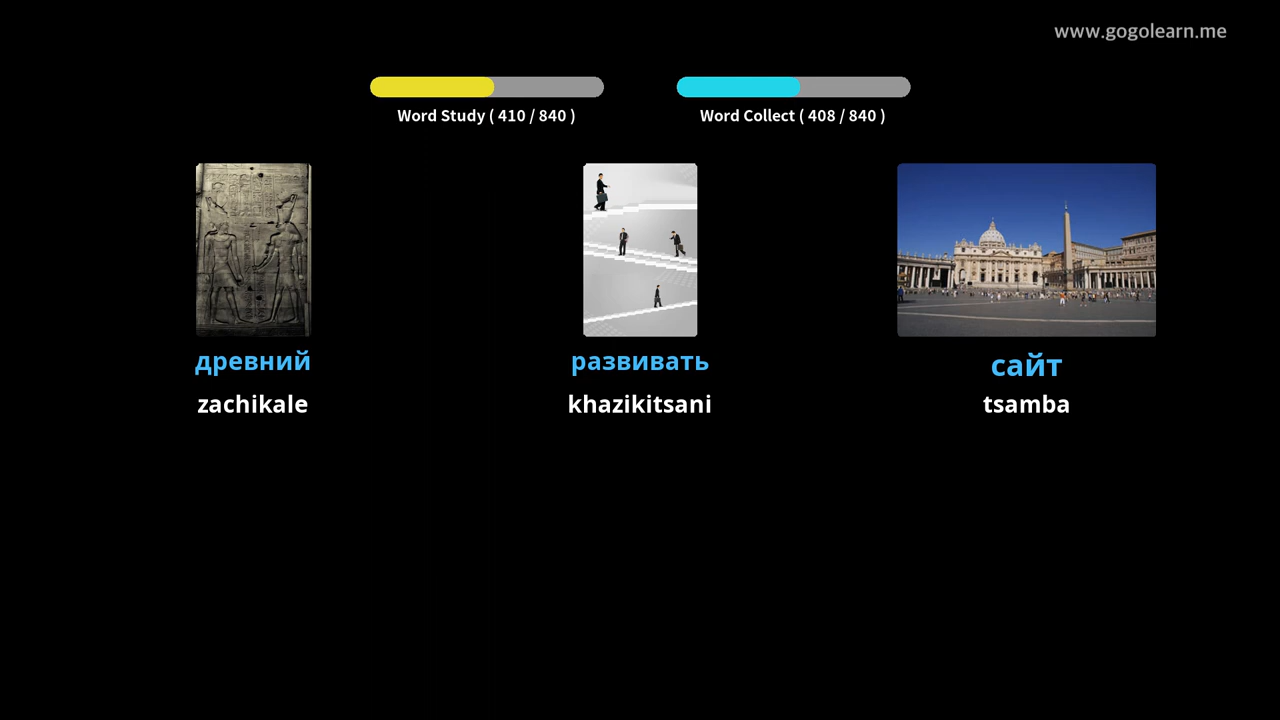 www.gogolearn.me
Word Study ( 410 / 840 )
Word Collect ( 408 / 840 )
древний
развивать
сайт
zachikale
khazikitsani
tsamba